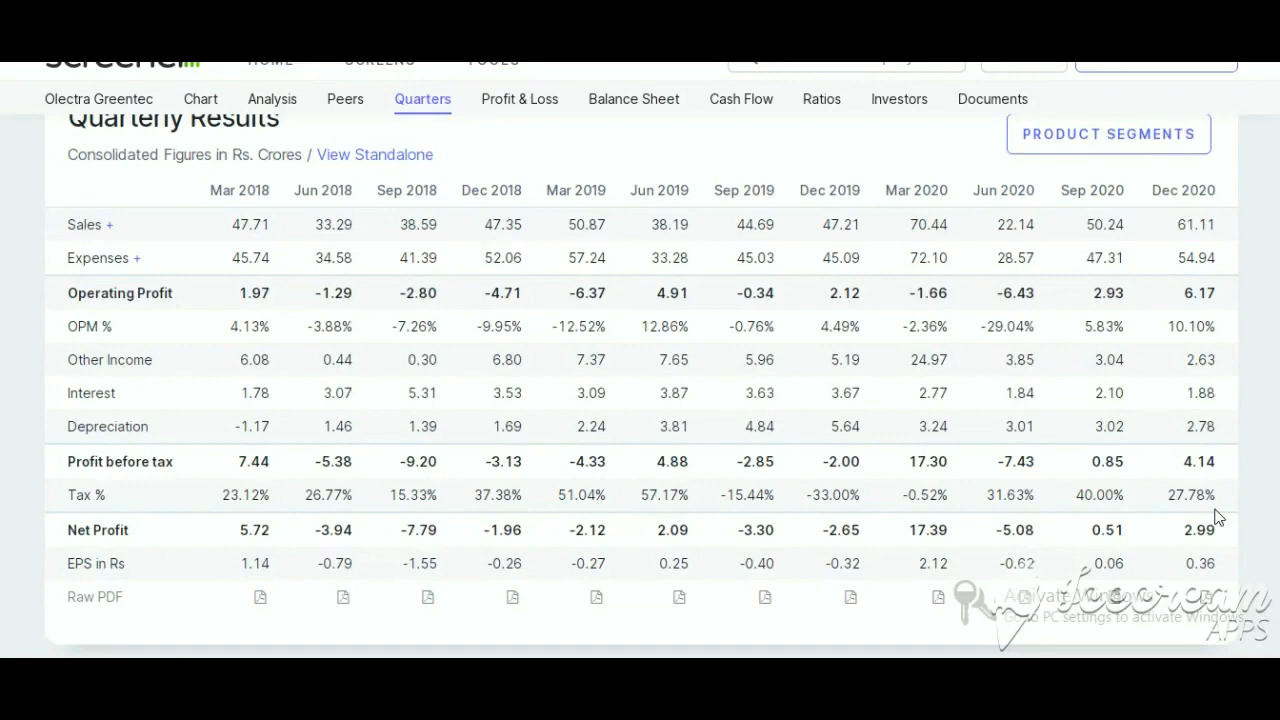 screener
HOME SCREENS TOOLS
Olectra Greentec Chart Analysis Peers Quarters Profit & Loss Balance Sheet Cash Flow Ratios Investors Documents
Quarterly Results
PRODUCT SEGMENTS
Consolidated Figures in Rs. Crores / View Standalone
Mar 2018 Jun 2018 Sep 2018 Dec 2018 Mar 2019 Jun 2019 Sep 2019 Dec 2019 Mar 2020 Jun 2020 Sep 2020 Dec 2020
Sales + 47.71 33.29 38.59 47.35 50.87 38.19 44.69 47.21 70.44 22.14 50.24 61.11
Expenses + 45.74 34.58 41.39 52.06 57.24 33.28 45.03 45.09 72.10 28.57 47.31 54.94
Operating Profit 1.97 -1.29 -2.80 -4.71 -6.37 4.91 -0.34 2.12 -1.66 -6.43 2.93 6.17
OPM % 4.13% -3.88% -7.26% -9.95% -12.52% 12.86% -0.76% 4.49% -2.36% -29.04% 5.83% 10.10%
Other Income 6.08 0.44 0.30 6.80 7.37 7.65 5.96 5.19 24.97 3.85 3.04 2.63
Interest 1.78 3.07 5.31 3.53 3.09 3.87 3.63 3.67 2.77 1.84 2.10 1.88
Depreciation -1.17 1.46 1.39 1.69 2.24 3.81 4.84 5.64 3.24 3.01 3.02 2.78
Profit before tax 7.44 -5.38 -9.20 -3.13 -4.33 4.88 -2.85 -2.00 17.30 -7.43 0.85 4.14
Tax % 23.12% 26.77% 15.33% 37.38% 51.04% 57.17% -15.44% -33.00% -0.52% 31.63% 40.00% 27.78%
Net Profit 5.72 -3.94 -7.79 -1.96 -2.12 2.09 -3.30 -2.65 17.39 -5.08 0.51 2.99
EPS in Rs 1.14 -0.79 -1.55 -0.26 -0.27 0.25 -0.40 -0.32 2.12 -0.62 0.06 0.36
Raw PDF
Activate Windows
Go to PC settings to activate Windows.
my Icecream
APPS